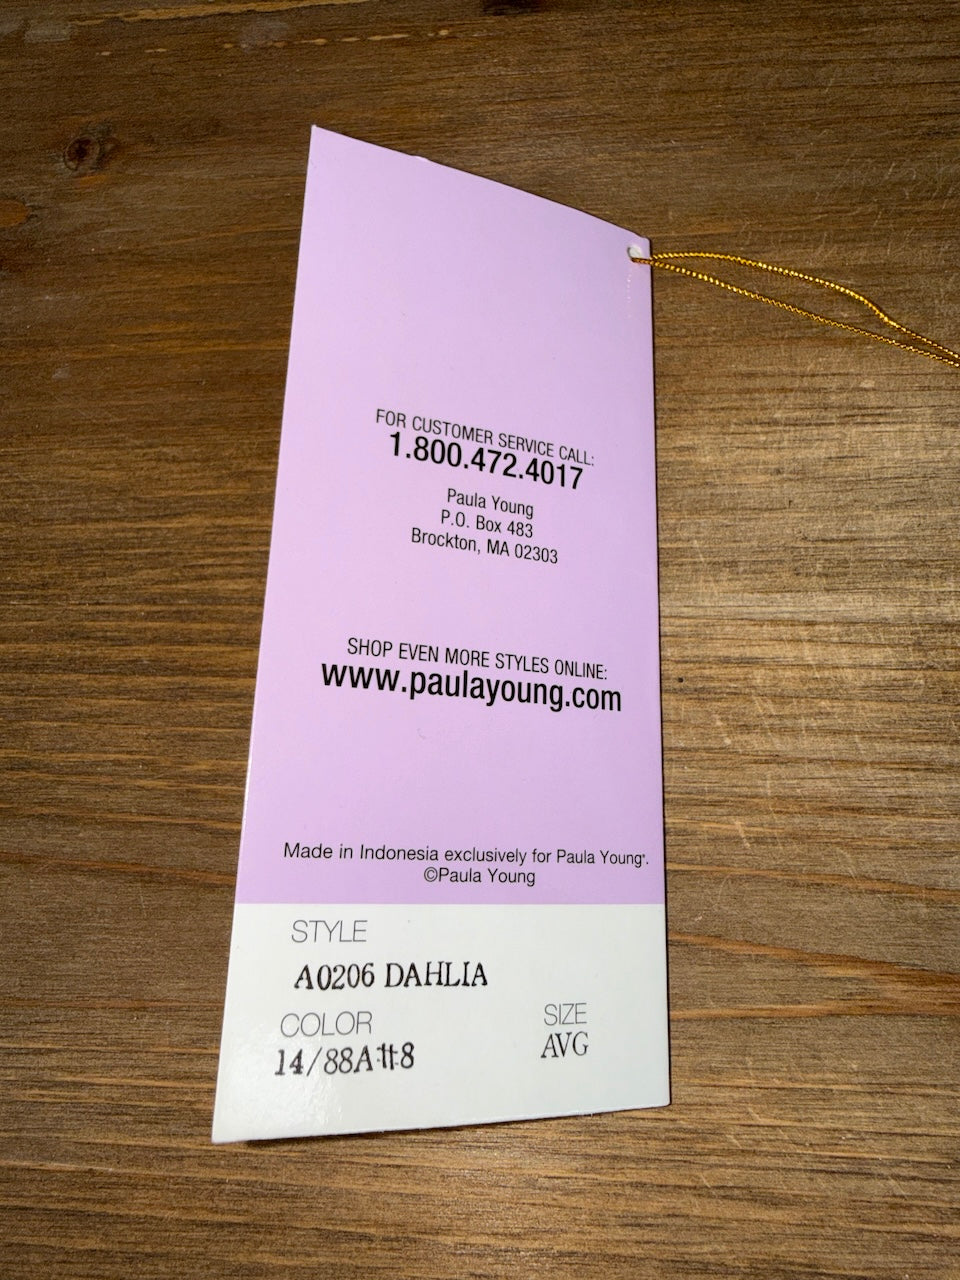 FOR CUSTOMER SERVICE CALL:
1.800.472.4017
Paula Young
P.O. Box 483
Brockton, MA 02303
SHOP EVEN MORE STYLES ONLINE:
www.paulayoung.com
Made in Indonesia exclusively for Paula Young®.
©Paula Young
STYLE
A0206 DAHLIA
COLOR
14/88A#8
SIZE
AVG